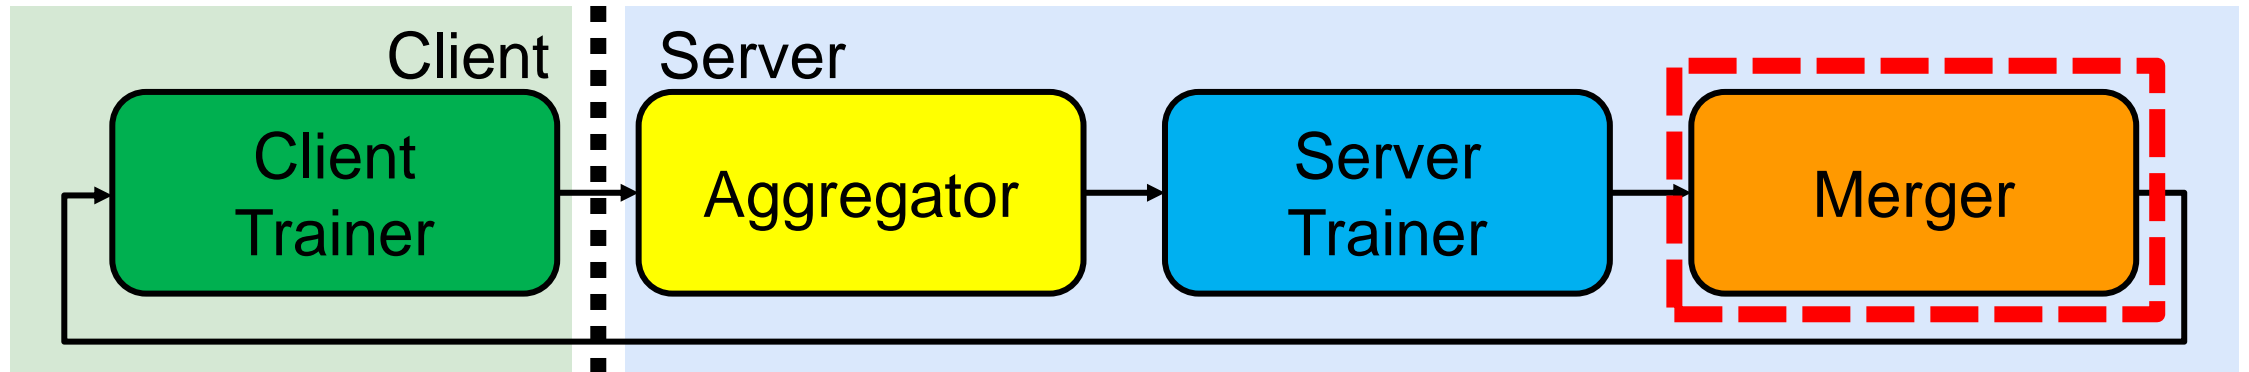 Client
Server
Client
Trainer
Aggregator
Server
Trainer
Merger